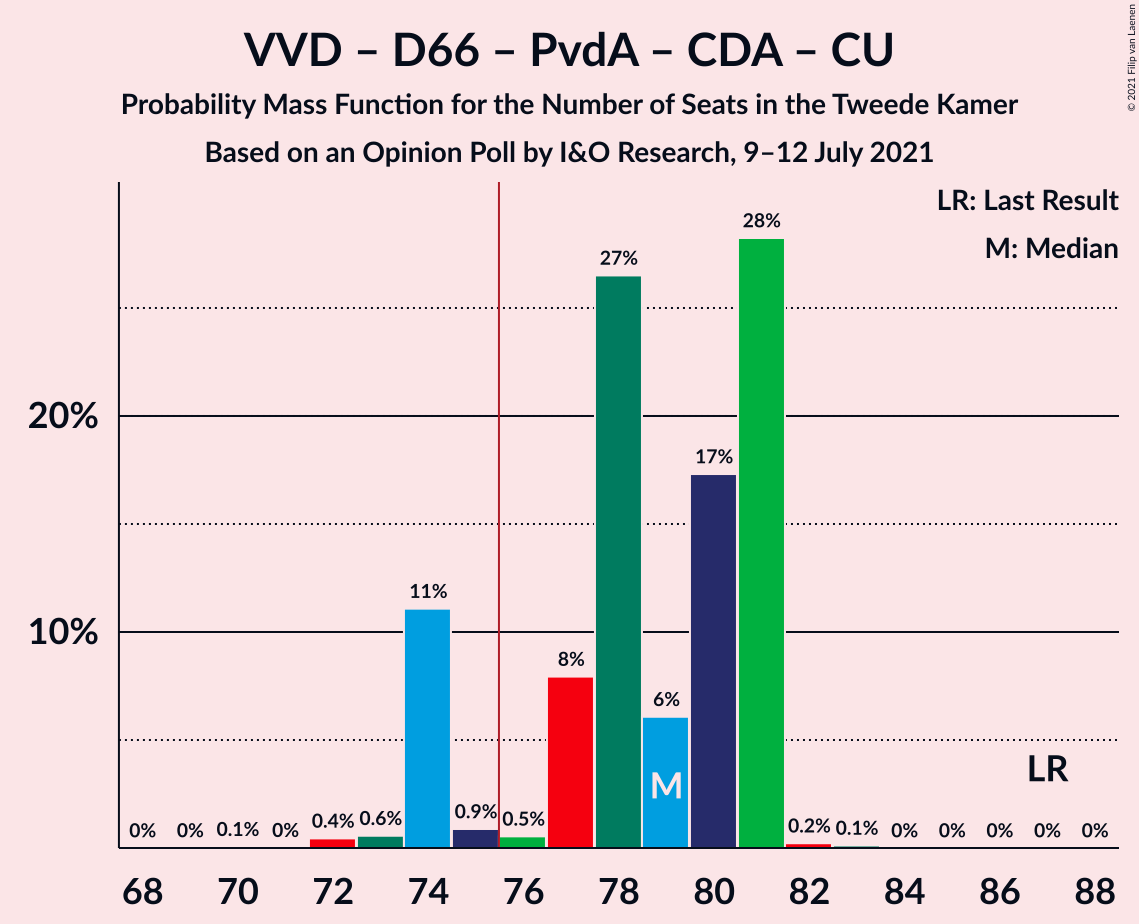 VVD – D66 – PvdA – CDA – CU
Probability Mass Function for the Number of Seats in the Tweede Kamer
Based on an Opinion Poll by I&O Research, 9–12 July 2021
© 2021 Filip van Laenen
LR: Last Result
M: Median
28%
27%
20%
17%
11%
10%
8%
6%
M
LR
0% 0% 0.1% 0% 0.4% 0.6% 0.9% 0.5% 0.2% 0.1% 0% 0% 0% 0% 0%
68 70 72 74 76 78 80 82 84 86 88